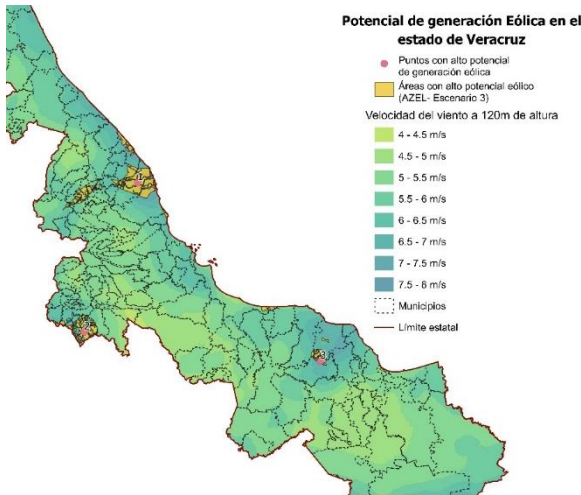 Potencial de generación Eólica en el
estado de Veracruz
Puntos con alto potencial
de generación eólica
Áreas con alto potencial eólico
(AZEL- Escenario 3)
Velocidad del viento a 120m de altura
4 - 4.5 m/s
4.5 - 5 m/s
5 - 5.5 m/s
5.5 - 6 m/s
6 - 6.5 m/s
6.5 - 7 m/s
7 - 7.5 m/s
7.5 - 8 m/s
Municipios
Límite estatal
1
2
3